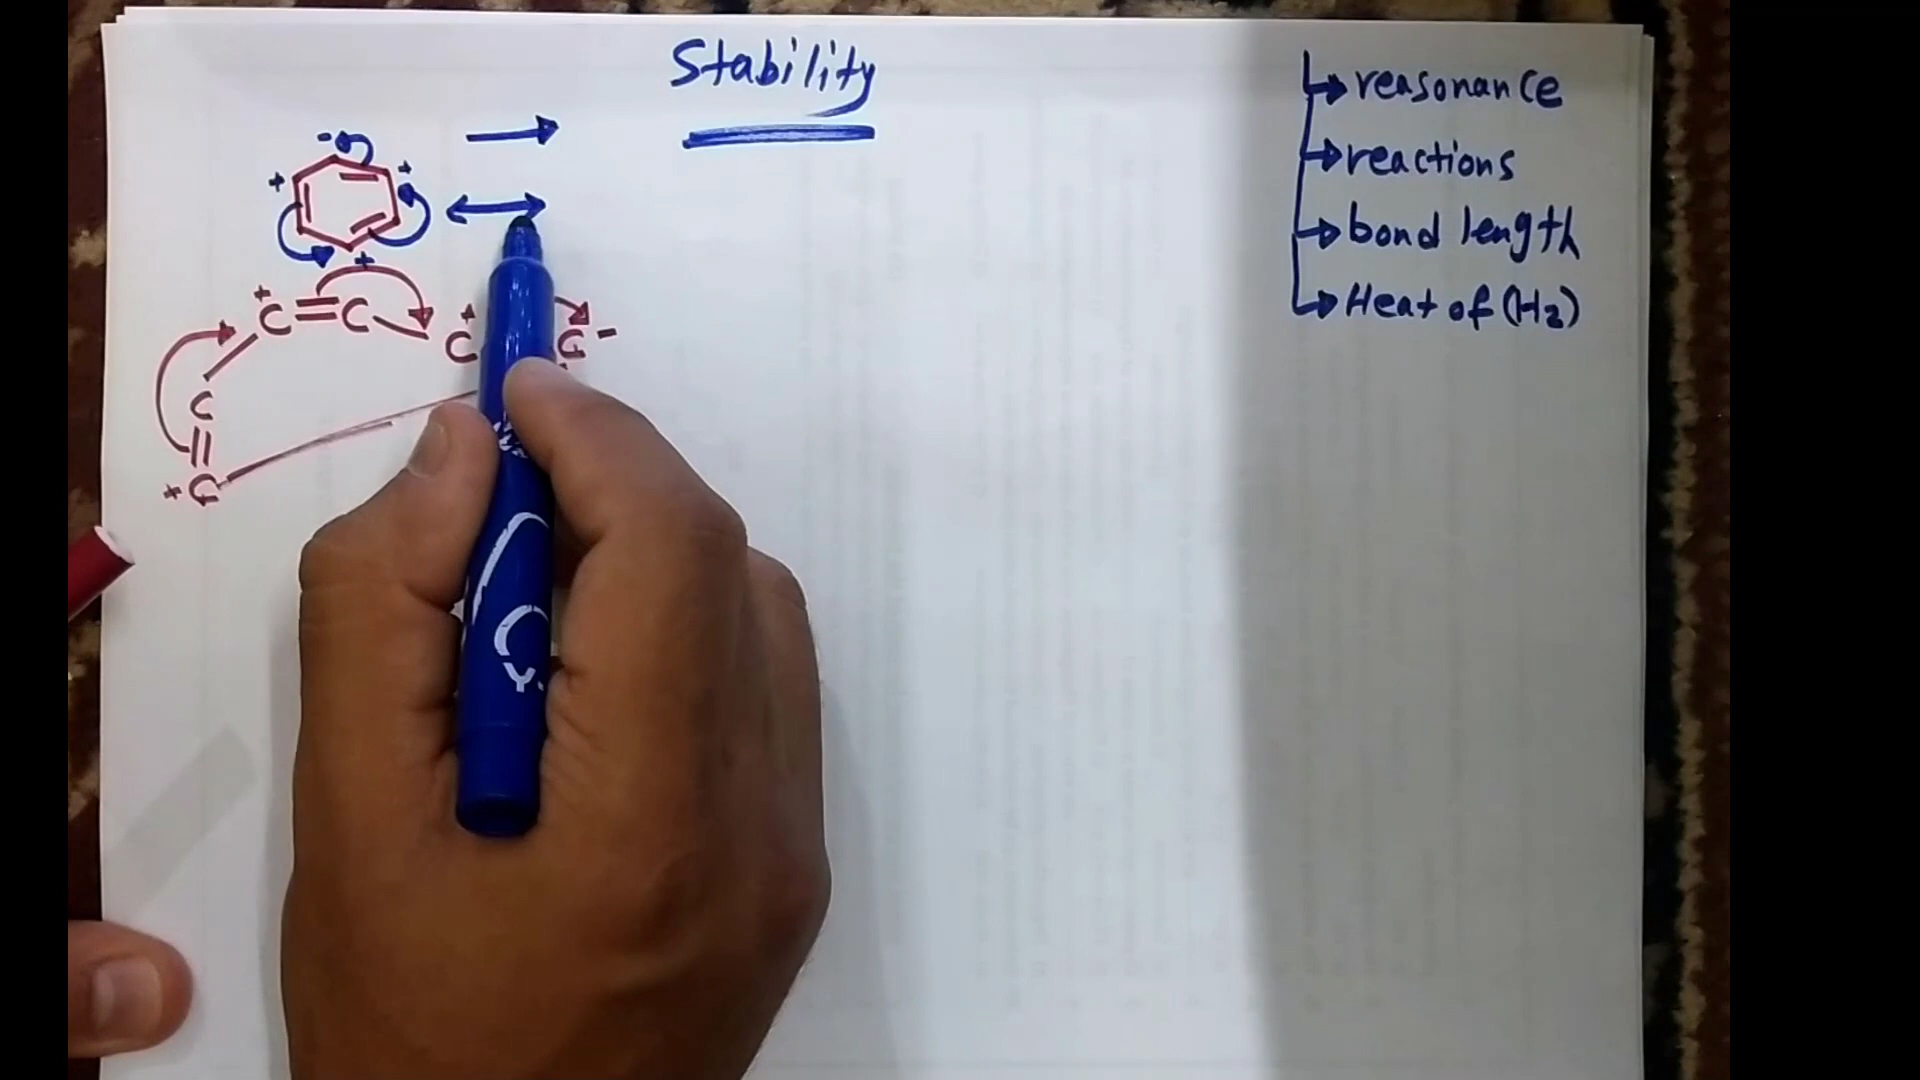 Stability
reasonance
reactions
bond length
Heat of (H₂)
- + + +
+ C = C
+ C C -
C
+ C